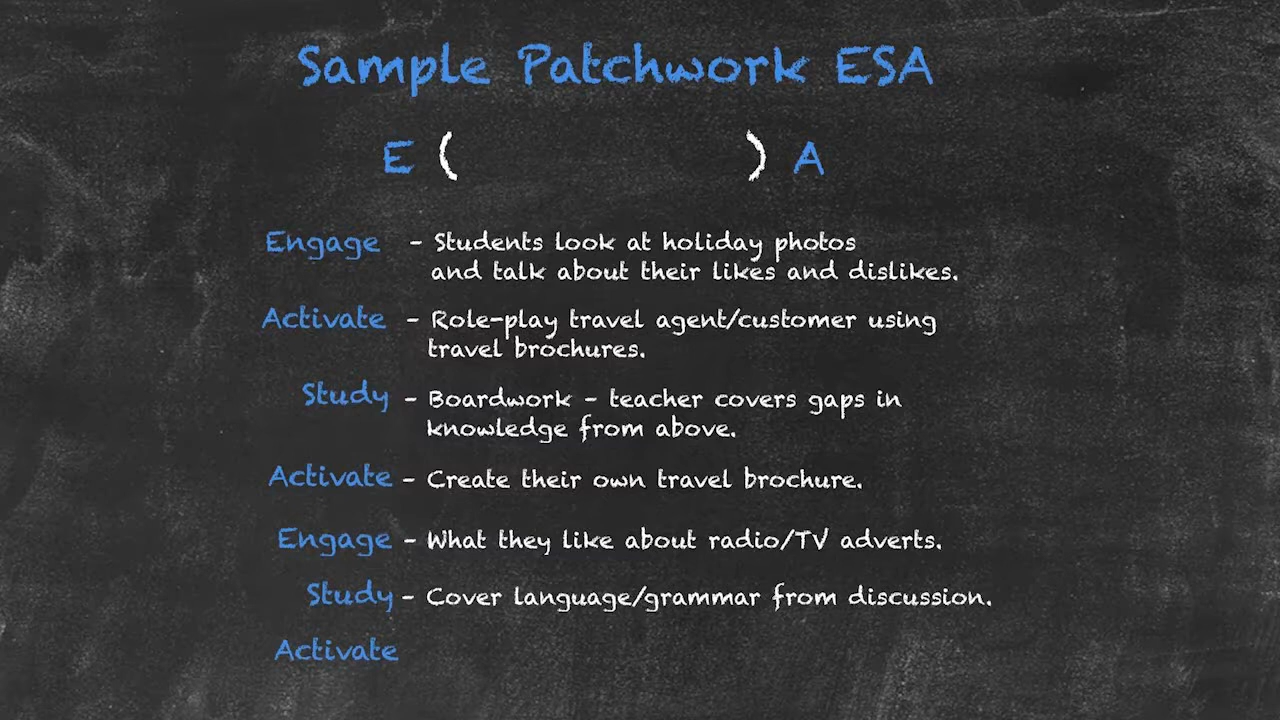 Sample Patchwork ESA
E ( ) A
Engage - Students look at holiday photos
and talk about their likes and dislikes.
Activate - Role-play travel agent/customer using
travel brochures.
Study - Boardwork - teacher covers gaps in
knowledge from above.
Activate - Create their own travel brochure.
Engage - What they like about radio/TV adverts.
Study - Cover language/grammar from discussion.
Activate